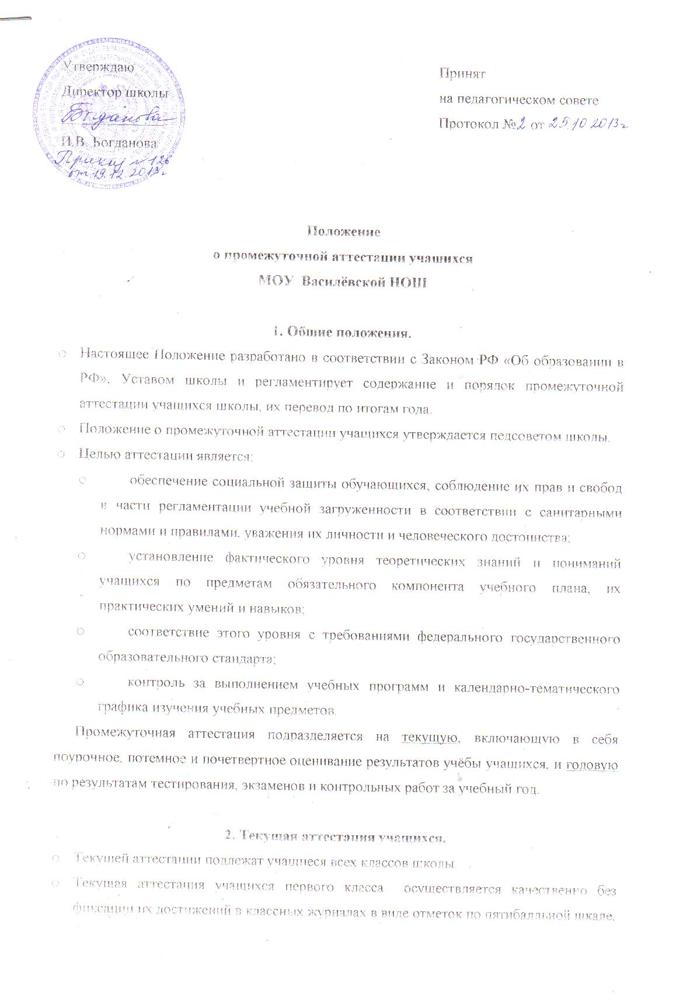 Утверждаю
Директор школы
Богданова
И.В. Богданова
Приказ № 126
от 19.12.2013г
Принят
на педагогическом совете
Протокол №2 от 25.10 2013г
Положение
о промежуточной аттестации учащихся
МОУ Василёвской НОШ
1. Общие положения.
Настоящее Положение разработано в соответствии с Законом РФ «Об образовании в
РФ», Уставом школы и регламентирует содержание и порядок промежуточной
аттестации учащихся школы, их перевод по итогам года.
Положение о промежуточной аттестации учащихся утверждается педсоветом школы.
Целью аттестации является:
обеспечение социальной защиты обучающихся, соблюдение их прав и свобод
в части регламентации учебной загруженности в соответствии с санитарными
нормами и правилами, уважения их личности и человеческого достоинства;
установление фактического уровня теоретических знаний и пониманий
учащихся по предметам обязательного компонента учебного плана, их
практических умений и навыков;
соответствие этого уровня с требованиями федерального государственного
образовательного стандарта;
контроль за выполнением учебных программ и календарно-тематического
графика изучения учебных предметов.
Промежуточная аттестация подразделяется на текущую, включающую в себя
поурочное, потемное и почетвертное оценивание результатов учёбы учащихся, и годовую
по результатам тестирования, экзаменов и контрольных работ за учебный год.
2. Текущая аттестация учащихся.
Текущей аттестации подлежат учащиеся всех классов школы.
Текущая аттестация учащихся первого класса осуществляется качественно без
фиксации их достижений в классных журналах в виде отметок по пятибалльной шкале.